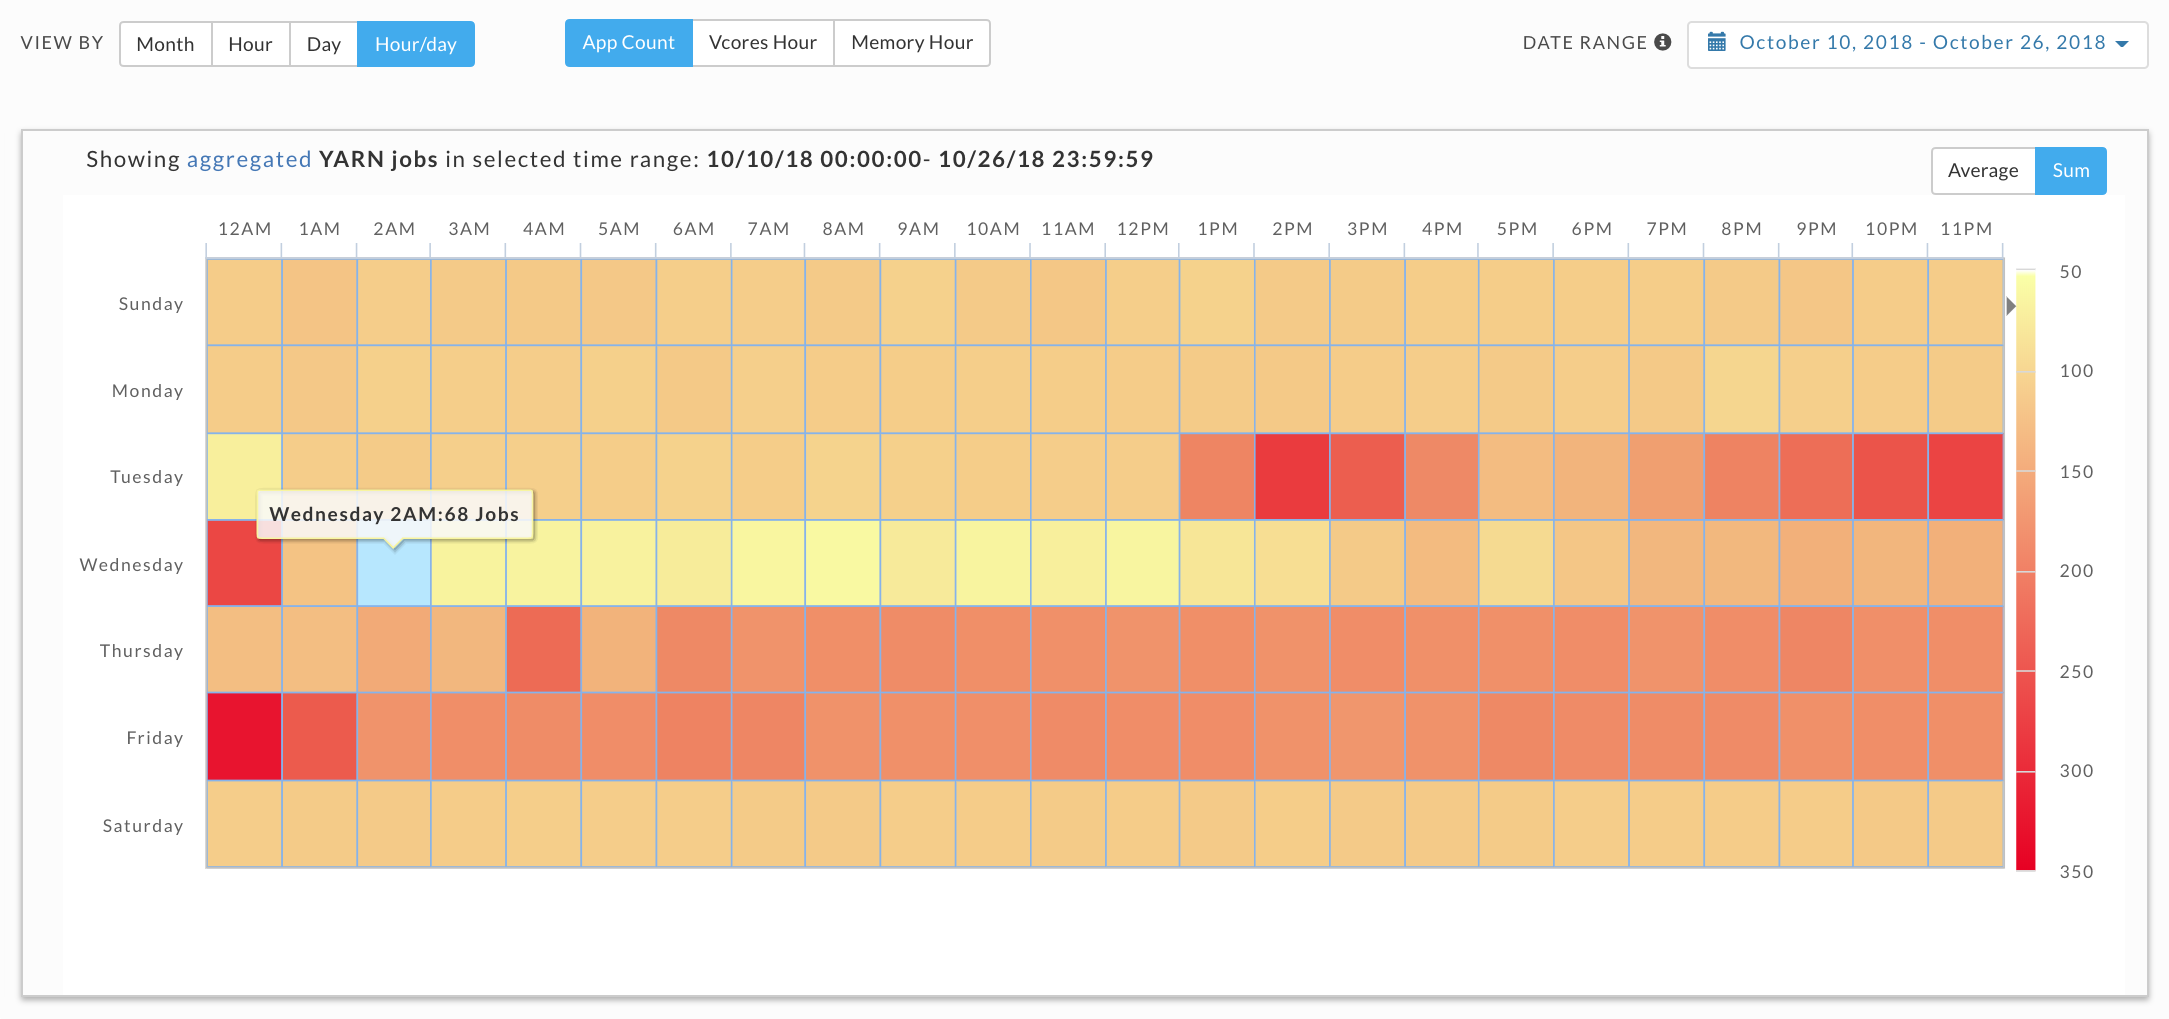 VIEW BY Month Hour Day Hour/day App Count Vcores Hour Memory Hour DATE RANGE October 10, 2018 - October 26, 2018
Showing aggregated YARN jobs in selected time range: 10/10/18 00:00:00- 10/26/18 23:59:59
Average Sum
12AM 1AM 2AM 3AM 4AM 5AM 6AM 7AM 8AM 9AM 10AM 11AM 12PM 1PM 2PM 3PM 4PM 5PM 6PM 7PM 8PM 9PM 10PM 11PM
50
Sunday
100
Monday
150
Tuesday
Wednesday 2AM:68 Jobs
200
Wednesday
250
Thursday
Friday
300
Saturday
350